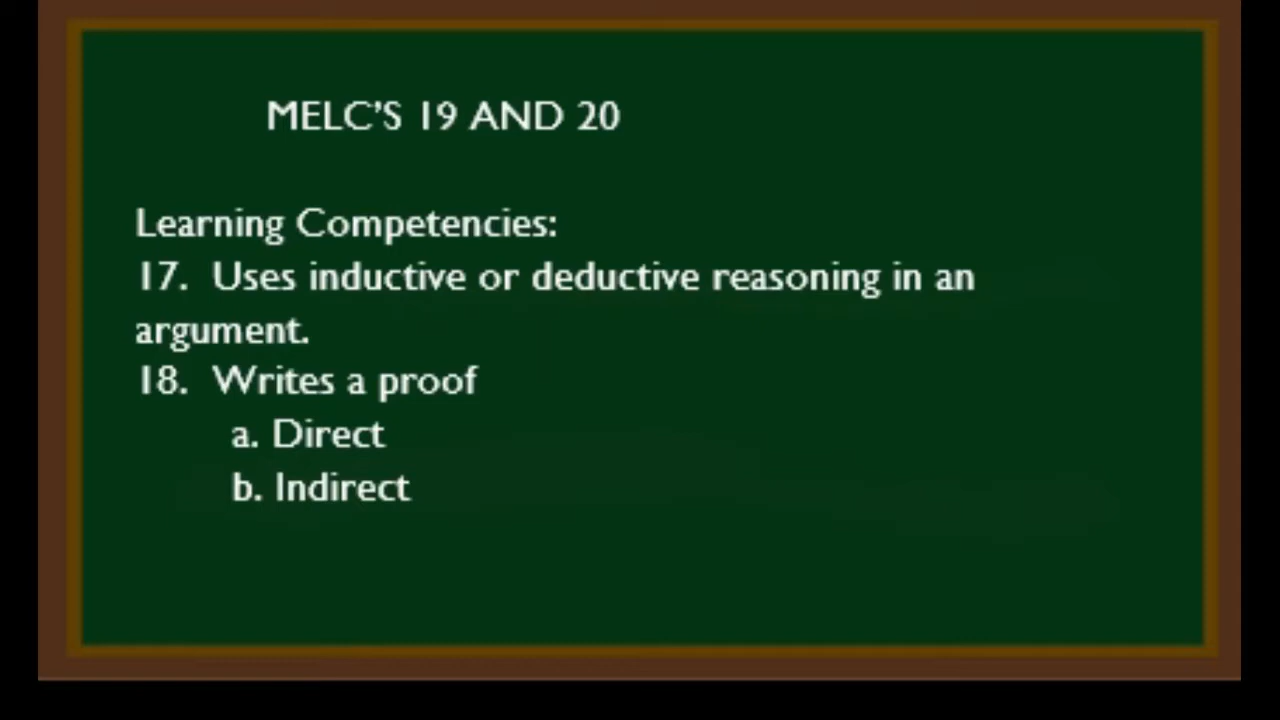 MELC'S 19 AND 20
Learning Competencies:
17. Uses inductive or deductive reasoning in an
argument.
18. Writes a proof
a. Direct
b. Indirect